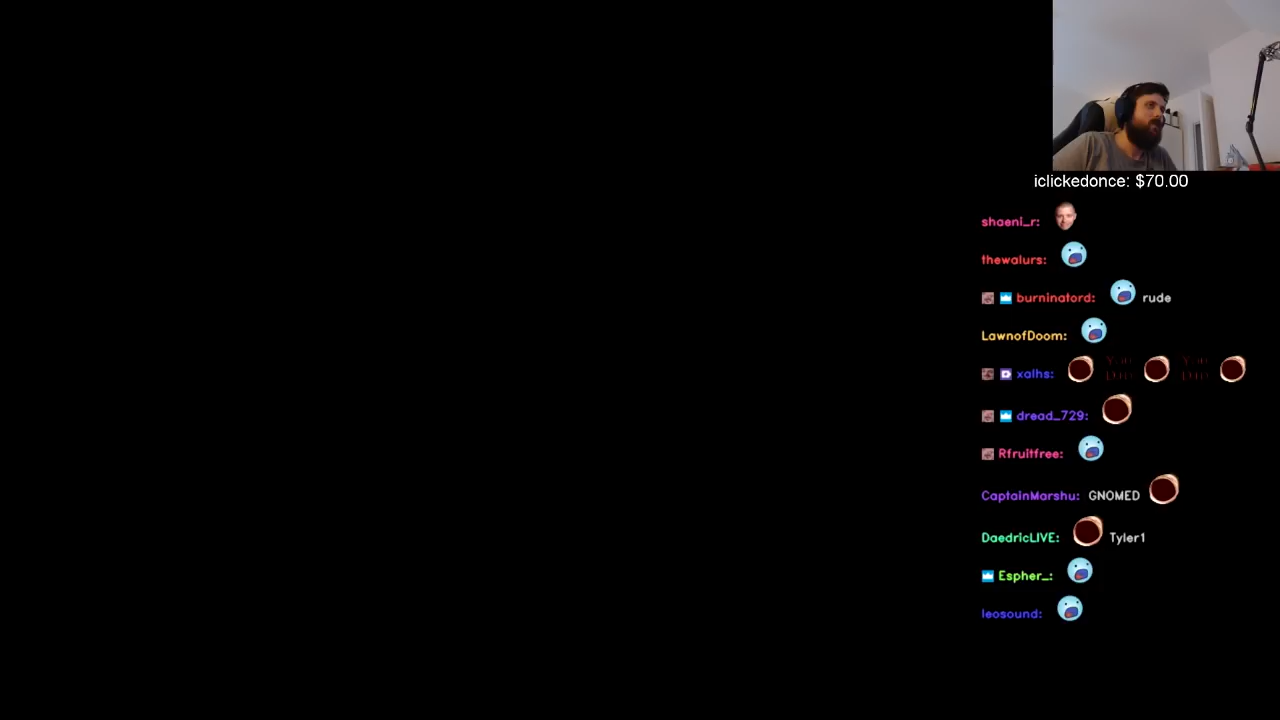 iclickedonce: $70.00
shaeni_r:
thewalurs:
burninatord: rude
LawnofDoom:
xalhs:
dread_729:
Rfruitfree:
CaptainMarshu: GNOMED
DaedricLIVE: Tyler1
Espher_:
leosound: